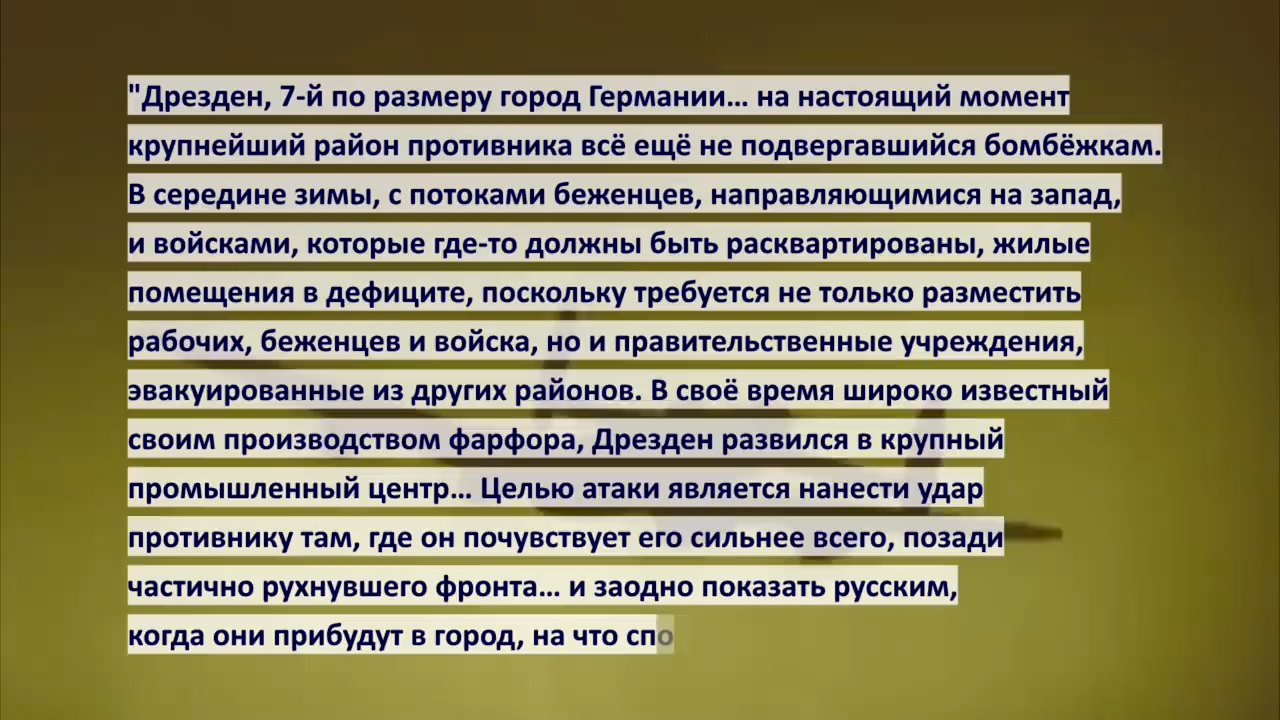 "Дрезден, 7-й по размеру город Германии... на настоящий момент
крупнейший район противника всё ещё не подвергавшийся бомбёжкам.
В середине зимы, с потоками беженцев, направляющимися на запад,
и войсками, которые где-то должны быть расквартированы, жилые
помещения в дефиците, поскольку требуется не только разместить
рабочих, беженцев и войска, но и правительственные учреждения,
эвакуированные из других районов. В своё время широко известный
своим производством фарфора, Дрезден развился в крупный
промышленный центр... Целью атаки является нанести удар
противнику там, где он почувствует его сильнее всего, позади
частично рухнувшего фронта... и заодно показать русским,
когда они прибудут в город, на что спо